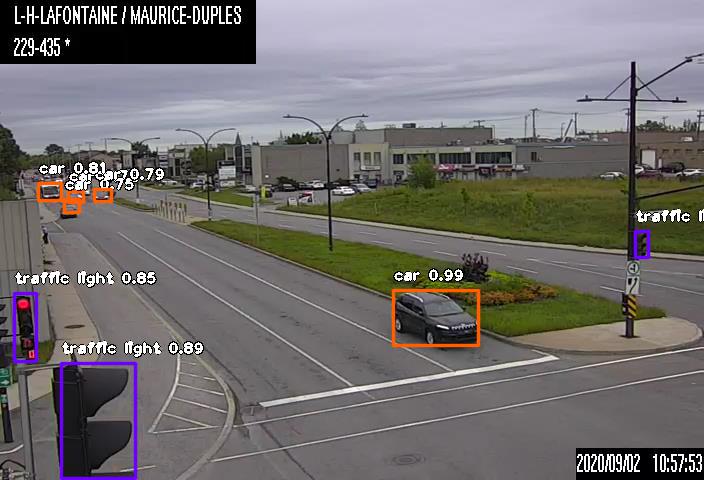 L-H-LAFONTAINE / MAURICE-DUPLES
229-435 *
car 0.81
0.79
car 0.75
traffic l
traffic light 0.85
car 0.99
traffic light 0.89
2020/09/02 10:57:53